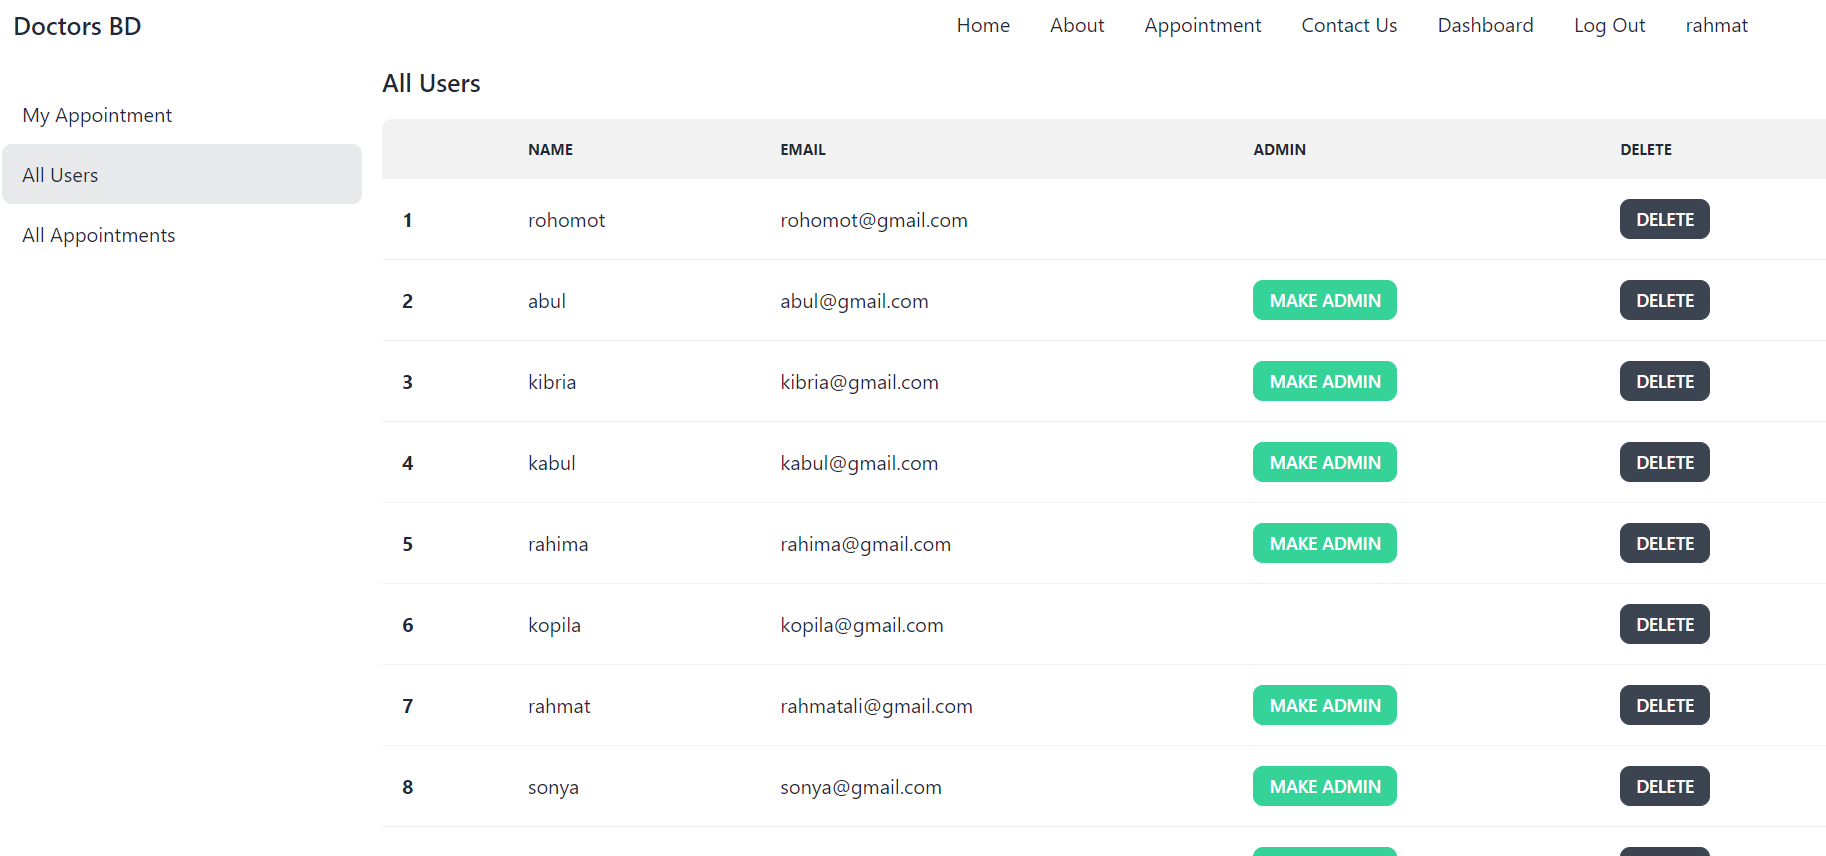 Doctors BD Home About Appointment Contact Us Dashboard Log Out rahmat
My Appointment
All Users
All Appointments
All Users
NAME EMAIL ADMIN DELETE
1 rohomot rohomot@gmail.com DELETE
2 abul abul@gmail.com MAKE ADMIN DELETE
3 kibria kibria@gmail.com MAKE ADMIN DELETE
4 kabul kabul@gmail.com MAKE ADMIN DELETE
5 rahima rahima@gmail.com MAKE ADMIN DELETE
6 kopila kopila@gmail.com DELETE
7 rahmat rahmatali@gmail.com MAKE ADMIN DELETE
8 sonya sonya@gmail.com MAKE ADMIN DELETE